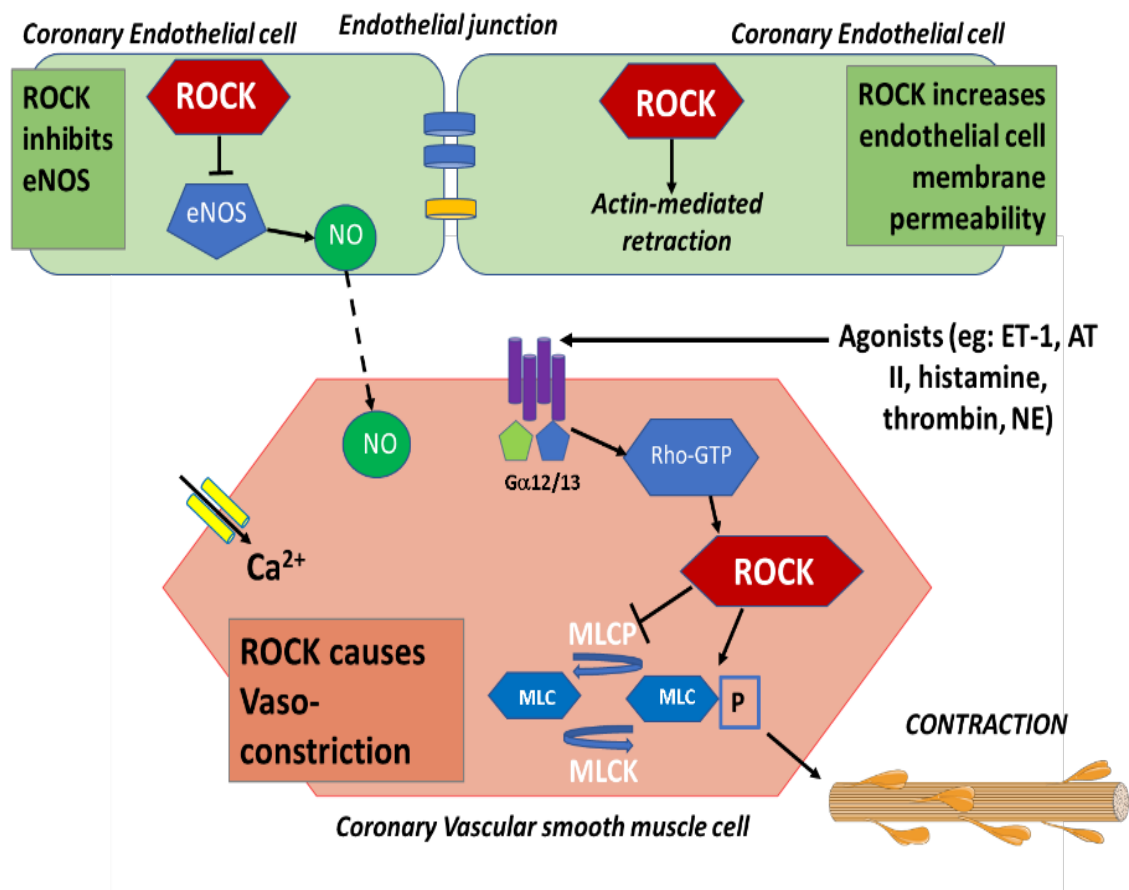 Coronary Endothelial cell
Endothelial junction
Coronary Endothelial cell
ROCK
inhibits
eNOS
ROCK
eNOS
NO
ROCK
Actin-mediated
retraction
ROCK increases
endothelial cell
membrane
permeability
Agonists (eg: ET-1, AT
II, histamine,
thrombin, NE)
NO
Gα12/13
Rho-GTP
Ca²⁺
ROCK
MLCP
MLC
MLC
P
MLCK
ROCK causes
Vaso-
constriction
CONTRACTION
Coronary Vascular smooth muscle cell